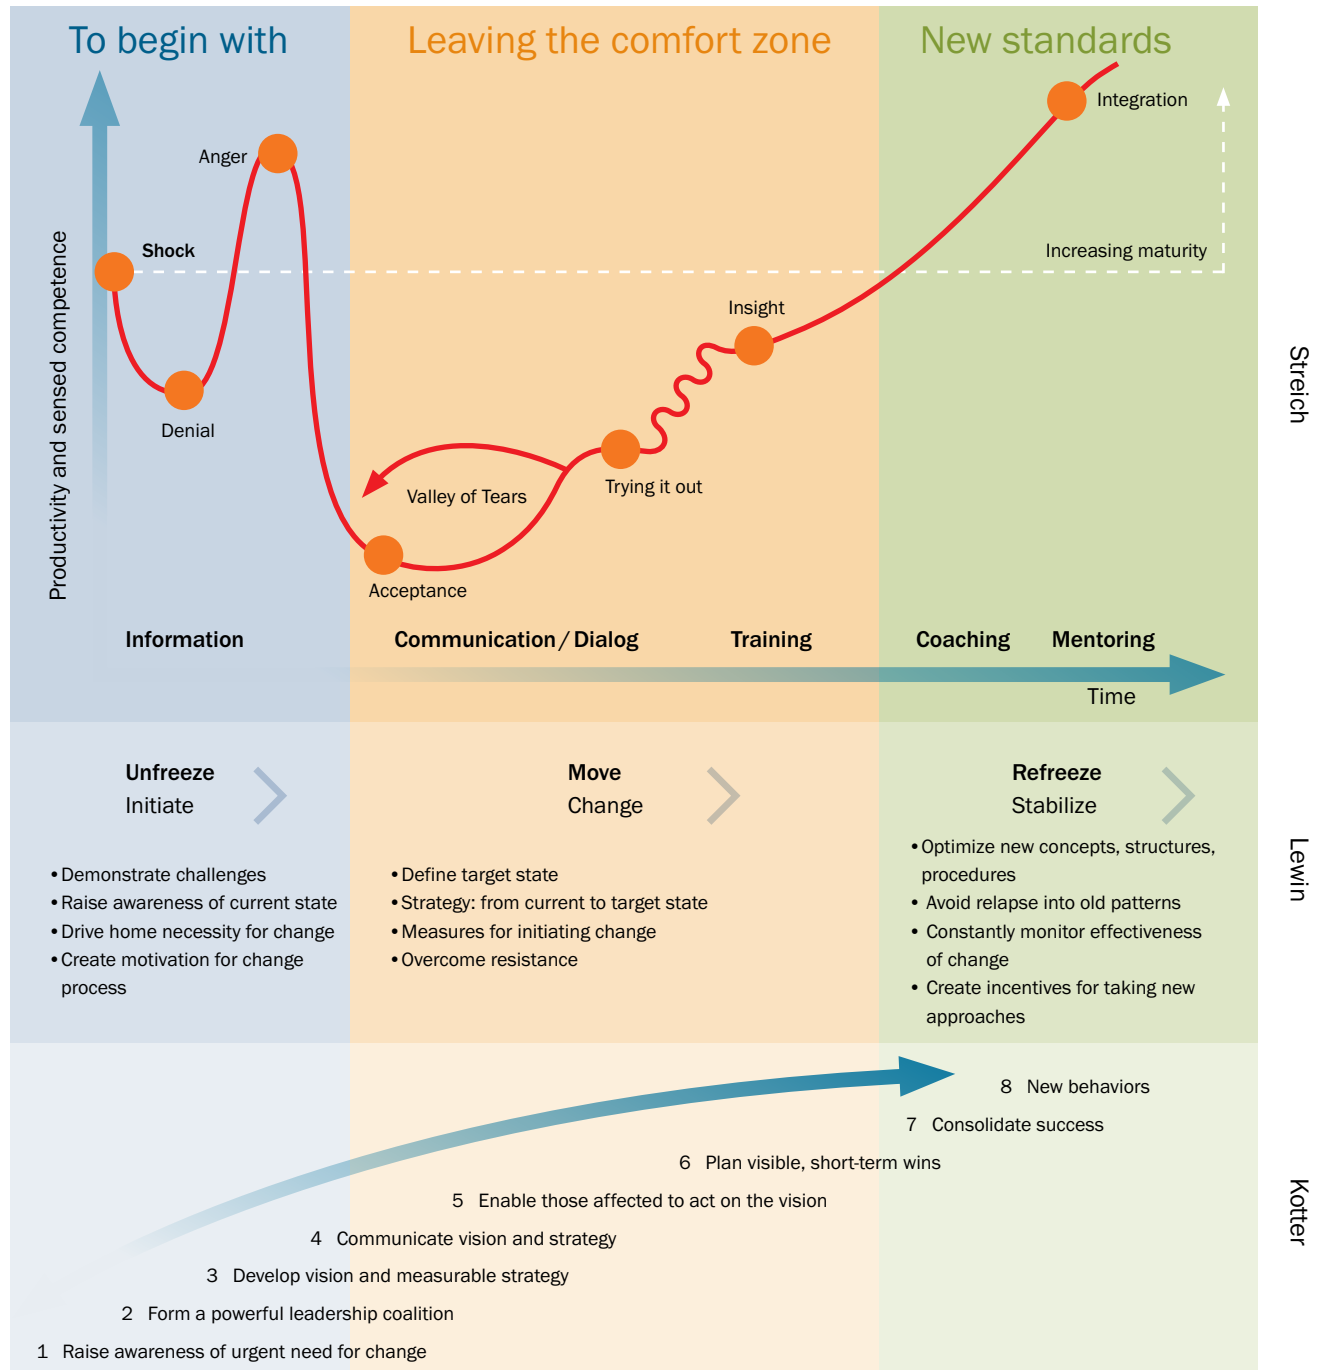 To begin with
Leaving the comfort zone
New standards
Integration
Anger
Shock
Increasing maturity
Insight
Denial
Trying it out
Valley of Tears
Acceptance
Productivity and sensed competence
Information
Communication / Dialog
Training
Coaching
Mentoring
Time
Streich
Unfreeze
Initiate
• Demonstrate challenges
• Raise awareness of current state
• Drive home necessity for change
• Create motivation for change
process
Move
Change
• Define target state
• Strategy: from current to target state
• Measures for initiating change
• Overcome resistance
Refreeze
Stabilize
• Optimize new concepts, structures,
procedures
• Avoid relapse into old patterns
• Constantly monitor effectiveness
of change
• Create incentives for taking new
approaches
Lewin
8 New behaviors
7 Consolidate success
6 Plan visible, short-term wins
5 Enable those affected to act on the vision
4 Communicate vision and strategy
3 Develop vision and measurable strategy
2 Form a powerful leadership coalition
1 Raise awareness of urgent need for change
Kotter